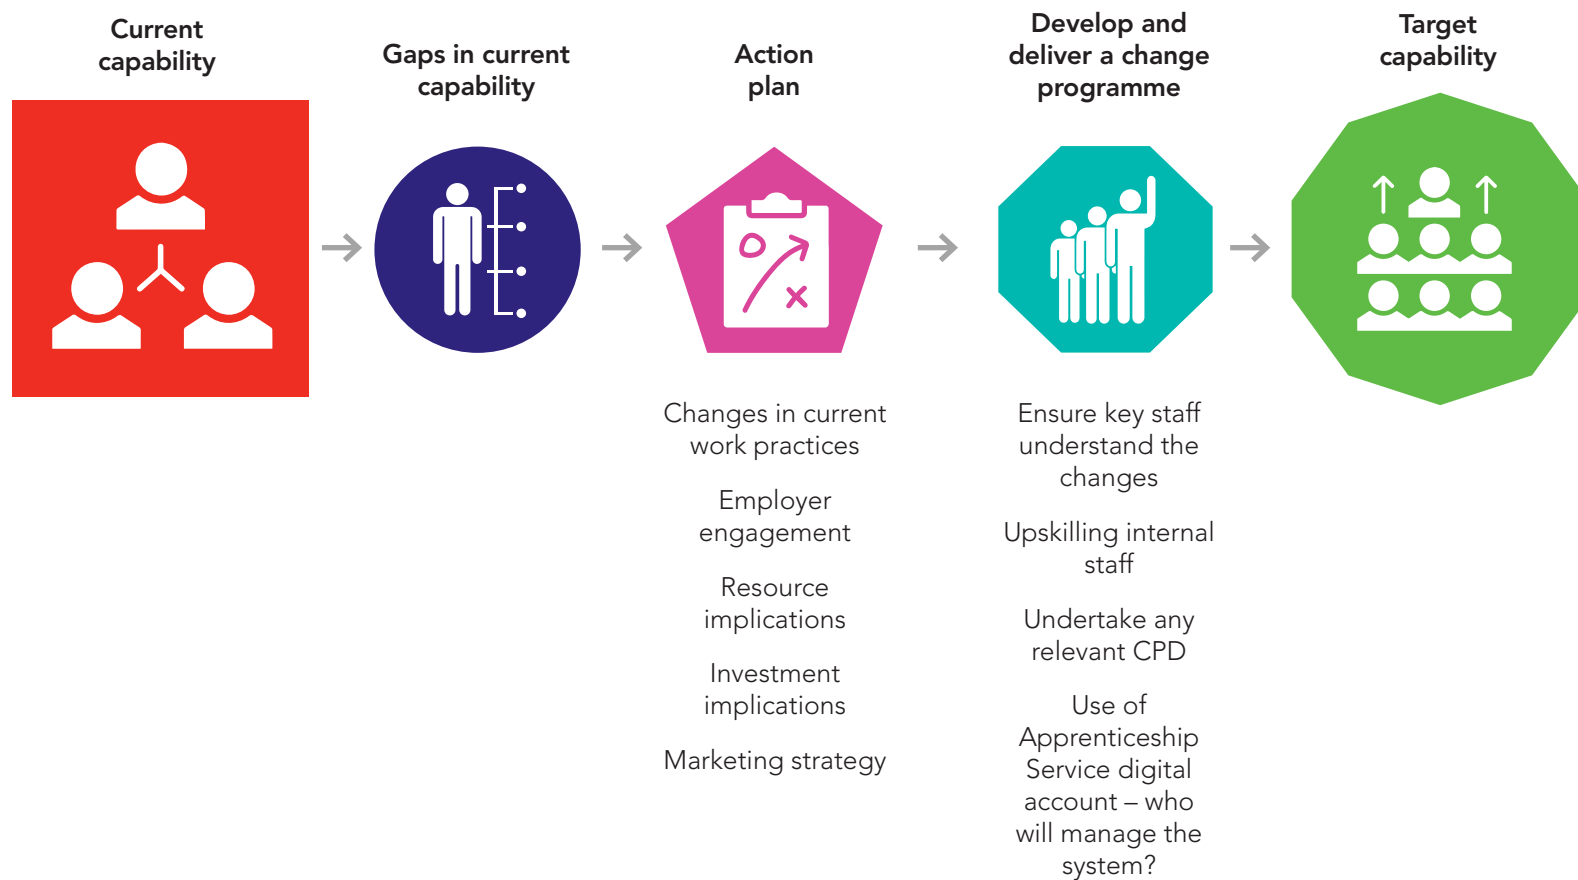 Current
capability
Gaps in current
capability
Action
plan
Develop and
deliver a change
programme
Target
capability
Changes in current
work practices
Employer
engagement
Resource
implications
Investment
implications
Marketing strategy
Ensure key staff
understand the
changes
Upskilling internal
staff
Undertake any
relevant CPD
Use of
Apprenticeship
Service digital
account – who
will manage the
system?